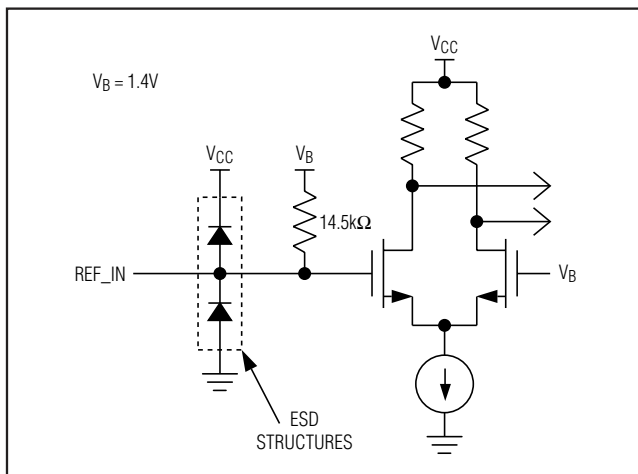 V_CC
V_B = 1.4V
V_CC
V_B
14.5kΩ
REF_IN
V_B
ESD
STRUCTURES